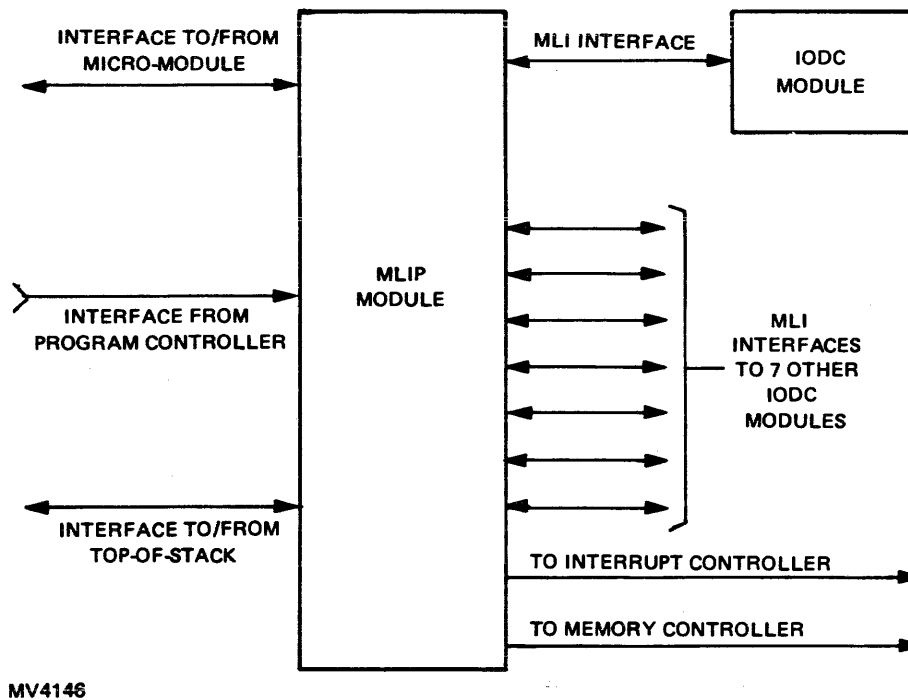 INTERFACE TO/FROM
MICRO-MODULE
MLI INTERFACE
IODC
MODULE
MLIP
MODULE
INTERFACE FROM
PROGRAM CONTROLLER
MLI
INTERFACES
TO 7 OTHER
IODC
MODULES
INTERFACE TO/FROM
TOP-OF-STACK
TO INTERRUPT CONTROLLER
TO MEMORY CONTROLLER
MV4146